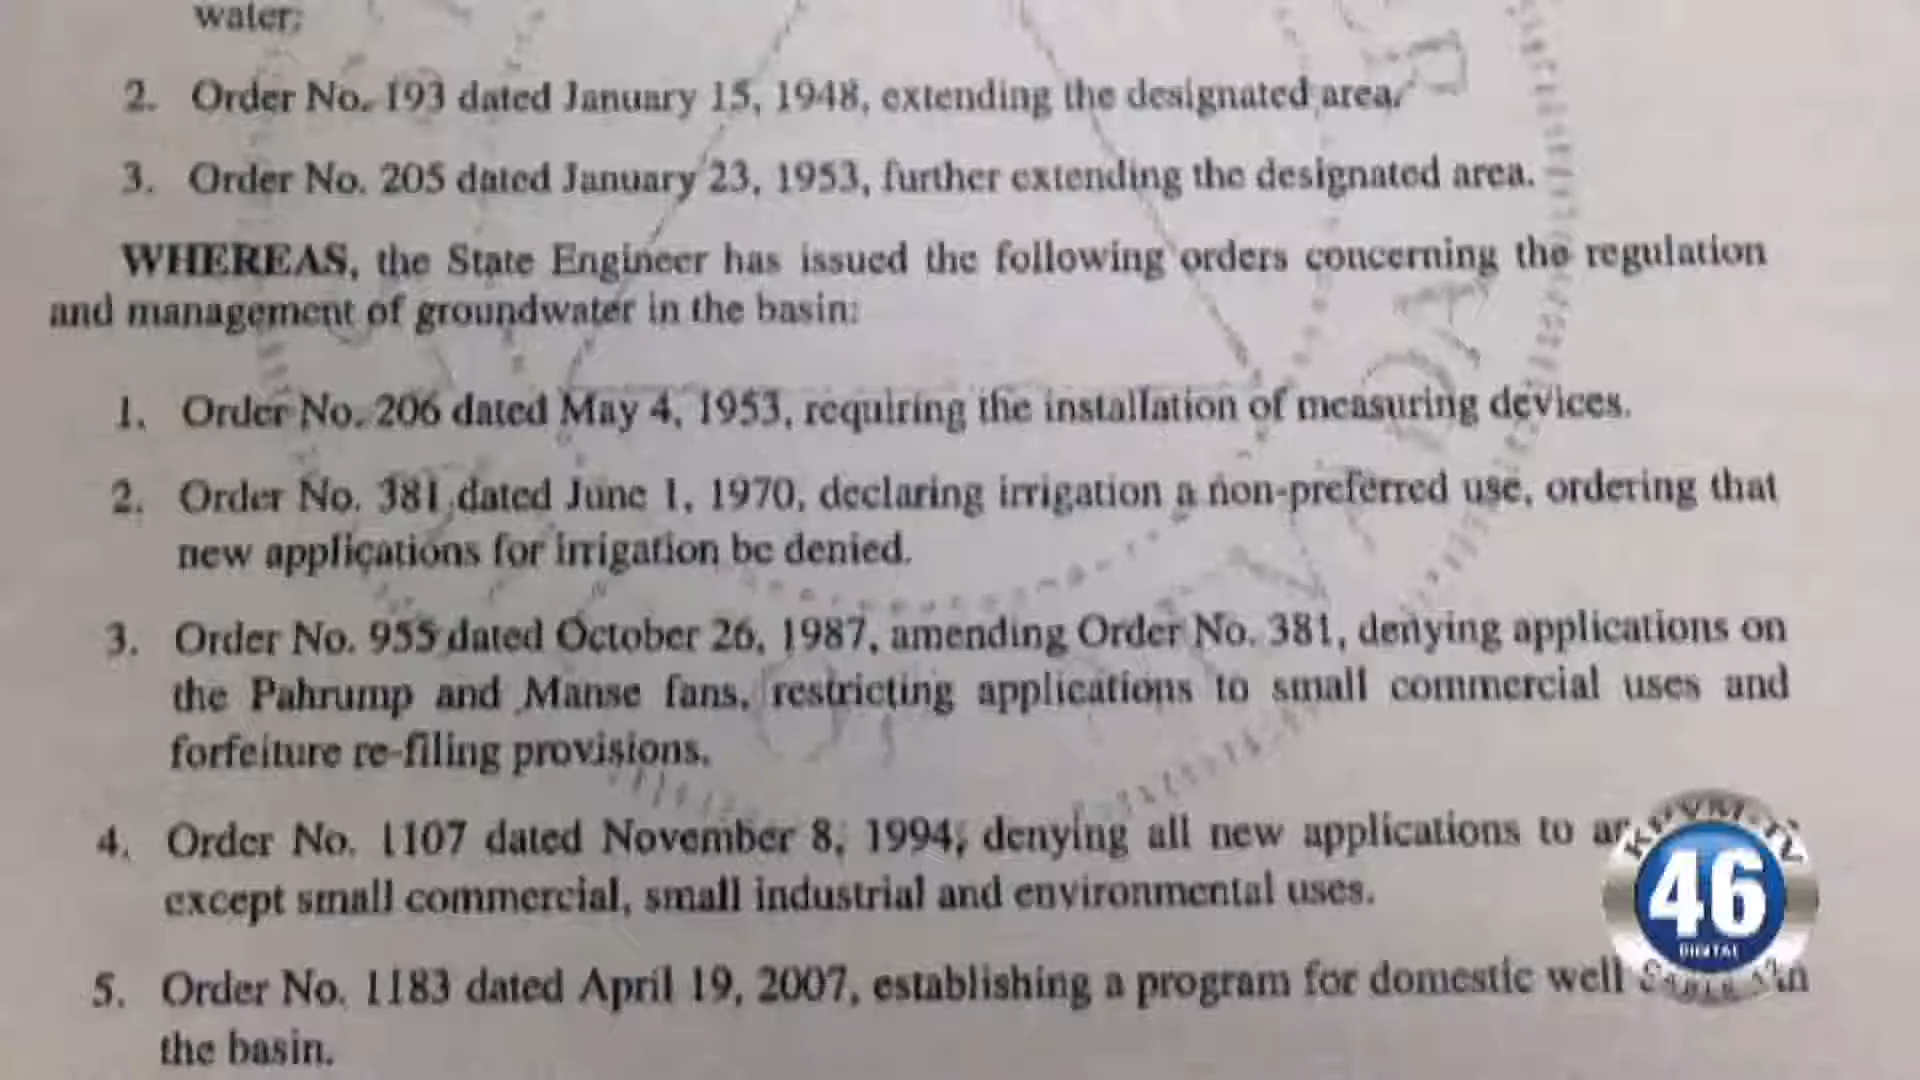 water;
2. Order No. 193 dated January 15, 1948, extending the designated area.
3. Order No. 205 dated January 23, 1953, further extending the designated area.
WHEREAS, the State Engineer has issued the following orders concerning the regulation
and management of groundwater in the basin:
1. Order No. 206 dated May 4, 1953, requiring the installation of measuring devices.
2. Order No. 381 dated June 1, 1970, declaring irrigation a non-preferred use, ordering that
new applications for irrigation be denied.
3. Order No. 955 dated October 26, 1987, amending Order No. 381, denying applications on
the Pahrump and Manse fans, restricting applications to small commercial uses and
forfeiture re-filing provisions.
4. Order No. 1107 dated November 8, 1994, denying all new applications to
except small commercial, small industrial and environmental uses.
KPVM-TV
46
DIGITAL
5. Order No. 1183 dated April 19, 2007, establishing a program for domestic well in
the basin.